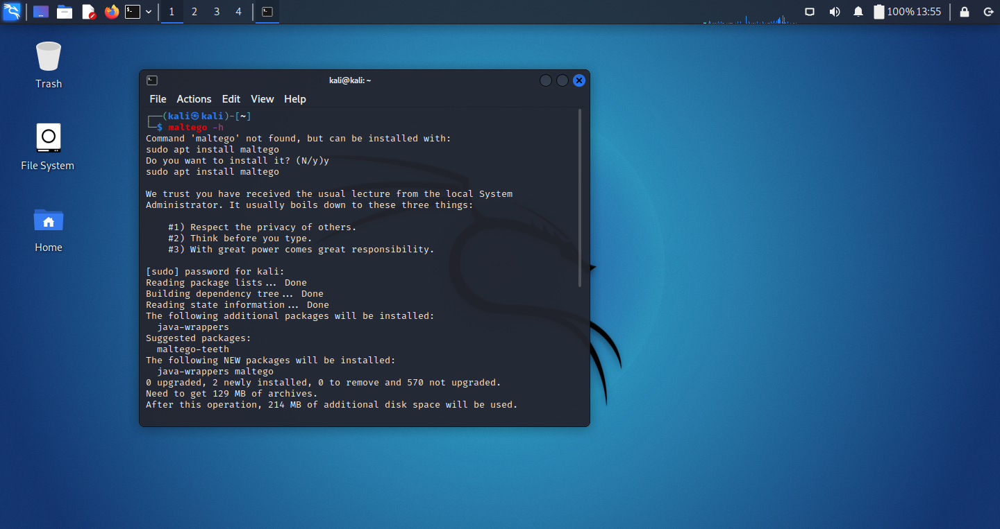 1 2 3 4 100% 13:55
Trash
File System
Home
kali@kali: ~
File Actions Edit View Help
┌──(kali㉿kali)-[~]
└─$ maltego -h
Command 'maltego' not found, but can be installed with:
sudo apt install maltego
Do you want to install it? (N/y)y
sudo apt install maltego
We trust you have received the usual lecture from the local System
Administrator. It usually boils down to these three things:
#1) Respect the privacy of others.
#2) Think before you type.
#3) With great power comes great responsibility.
[sudo] password for kali:
Reading package lists... Done
Building dependency tree... Done
Reading state information... Done
The following additional packages will be installed:
java-wrappers
Suggested packages:
maltego-teeth
The following NEW packages will be installed:
java-wrappers maltego
0 upgraded, 2 newly installed, 0 to remove and 570 not upgraded.
Need to get 129 MB of archives.
After this operation, 214 MB of additional disk space will be used.